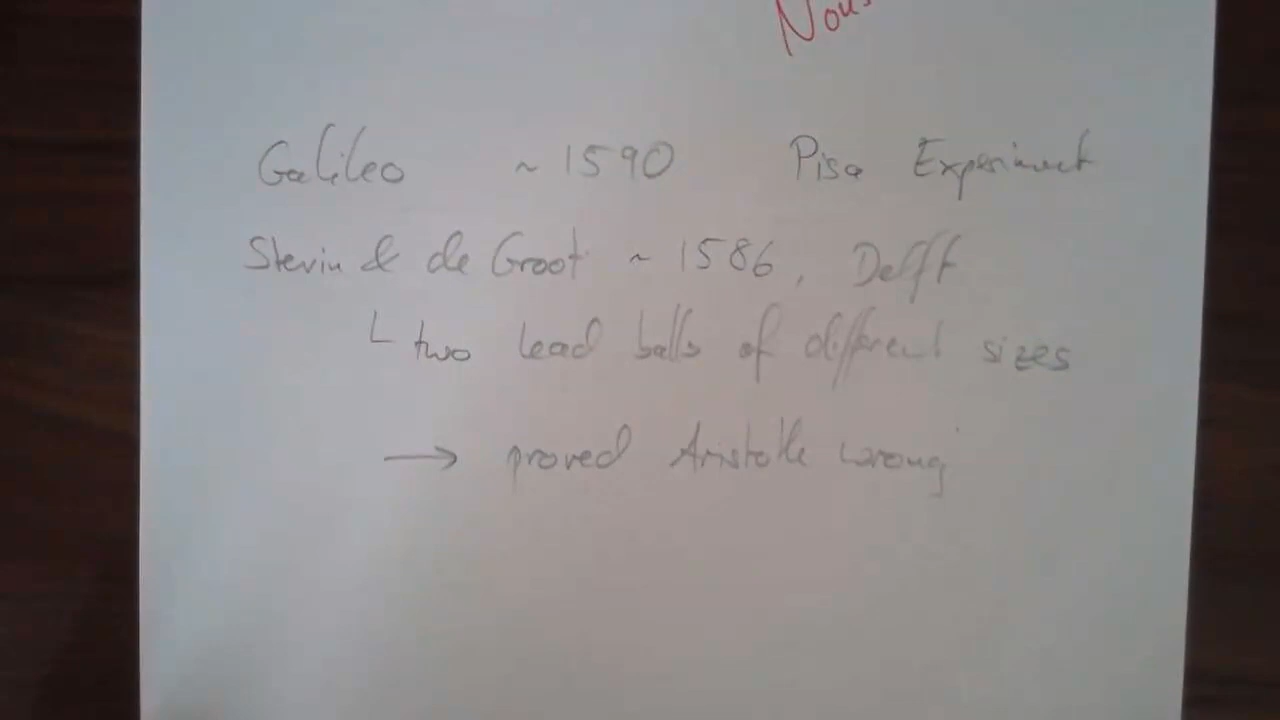 Galileo ~ 1590 Pisa Experiment
Stevin & de Groot ~ 1586, Delft
└ two lead balls of different sizes
→ proved Aristotle wrong